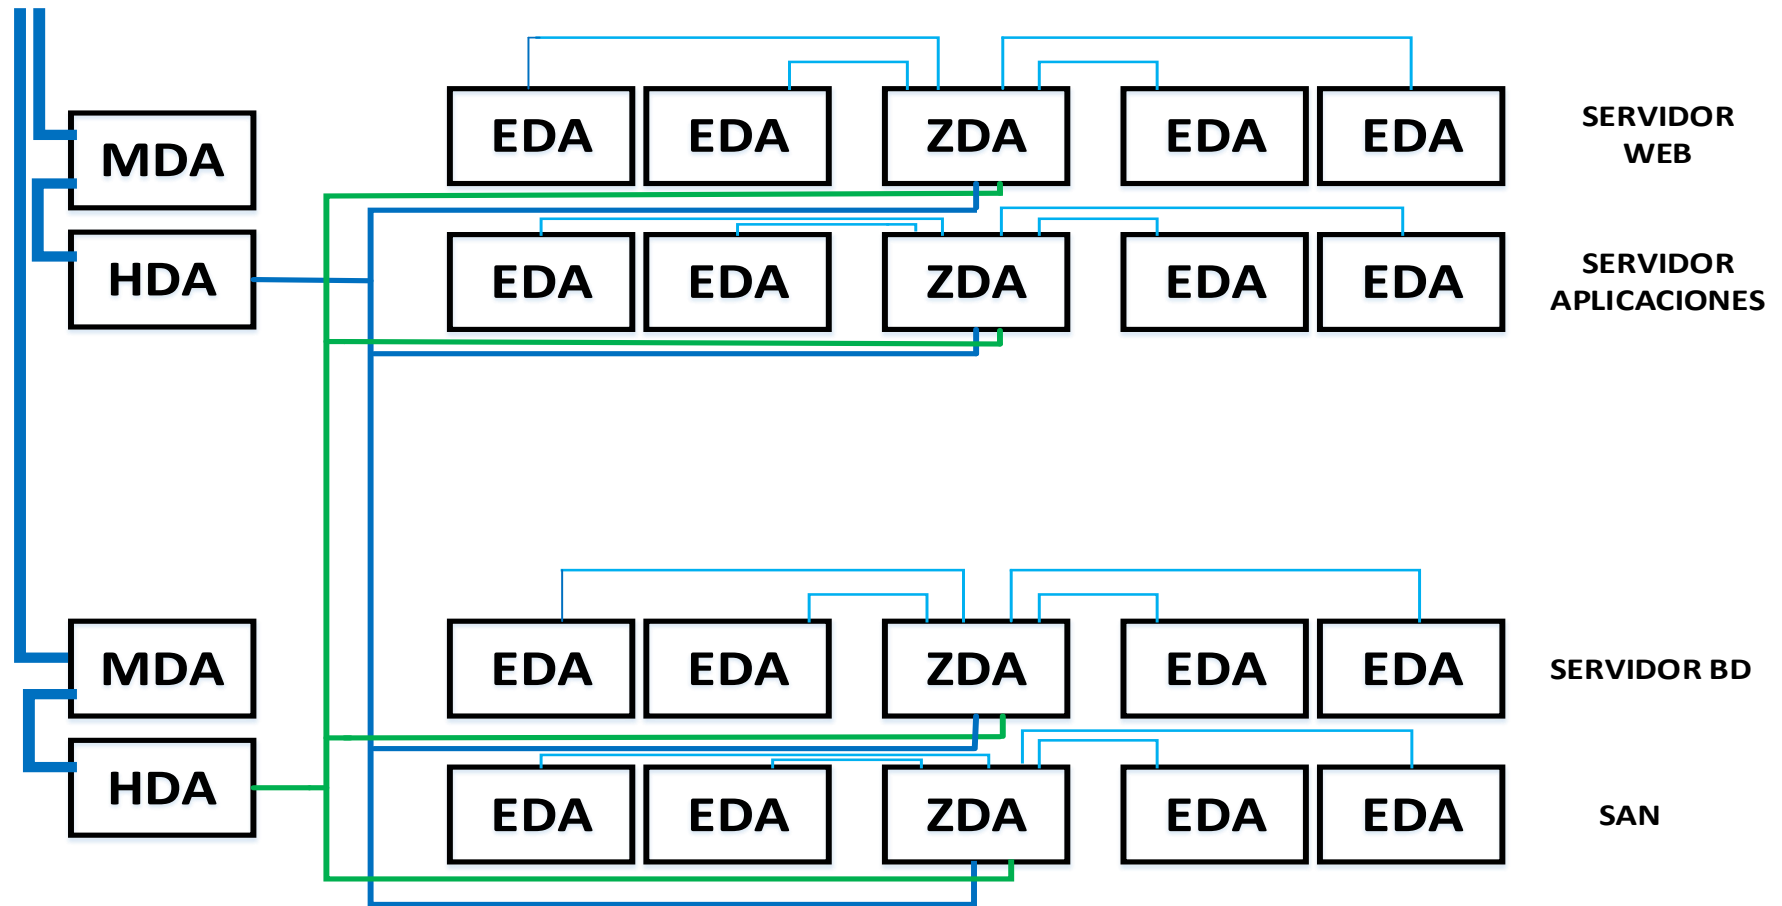 EDA EDA ZDA EDA EDA
SERVIDOR
WEB
MDA
HDA
EDA EDA ZDA EDA EDA
SERVIDOR
APLICACIONES
MDA
EDA EDA ZDA EDA EDA
SERVIDOR BD
HDA
EDA EDA ZDA EDA EDA
SAN